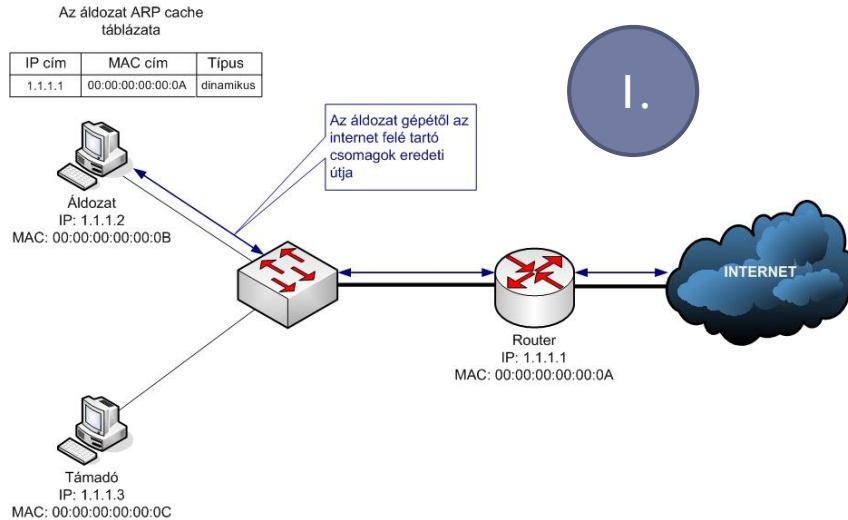 Az áldozat ARP cache
táblázata
IP cím MAC cím Típus
1.1.1.1 00:00:00:00:00:0A dinamikus
I.
Az áldozat gépétől az
internet felé tartó
csomagok eredeti
útja
Áldozat
IP: 1.1.1.2
MAC: 00:00:00:00:00:0B
INTERNET
Router
IP: 1.1.1.1
MAC: 00:00:00:00:00:0A
Támadó
IP: 1.1.1.3
MAC: 00:00:00:00:00:0C